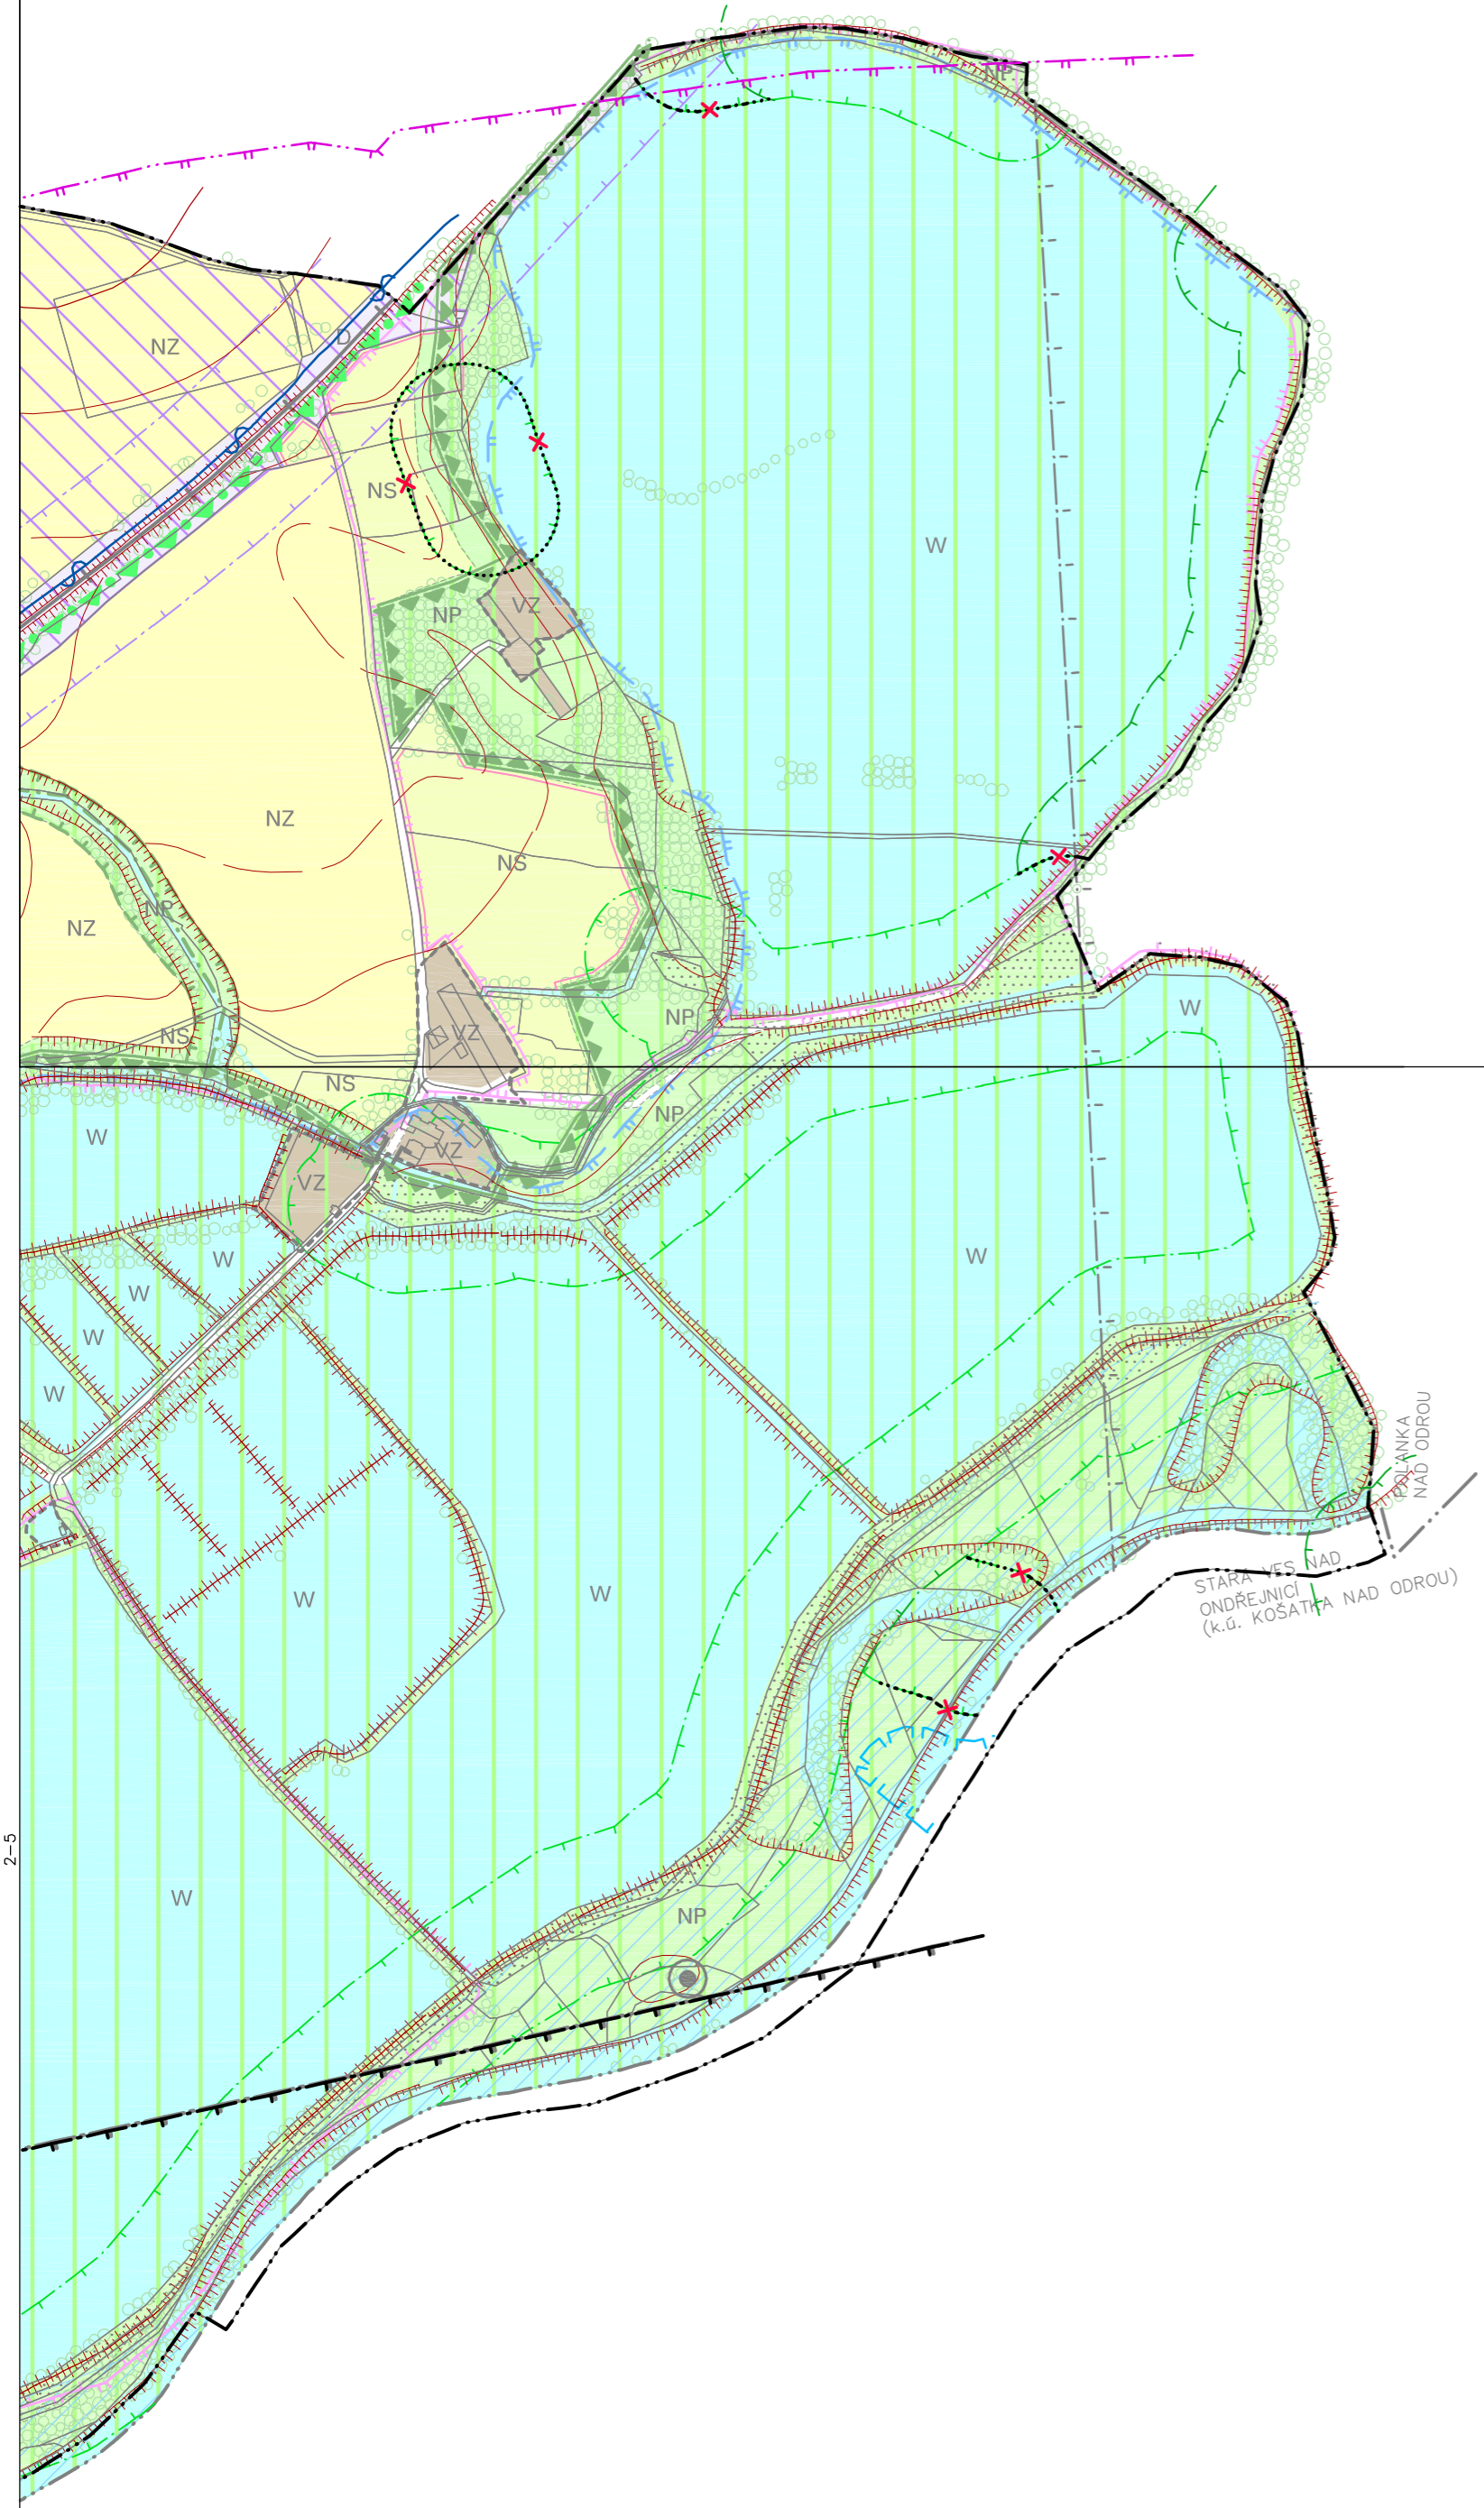 NP
NZ
D
NS
W
NP
VZ
NZ
NS
NP
NZ
NP
W
VZ
NS
NS
NP
W
VZ
VZ
W
W
W
W
W
POLANKA
NAD ODROU
STARÁ VES NAD
ONDŘEJNICÍ
(k.ú. KOŠATKA NAD ODROU)
W
W
2–5
W
NP